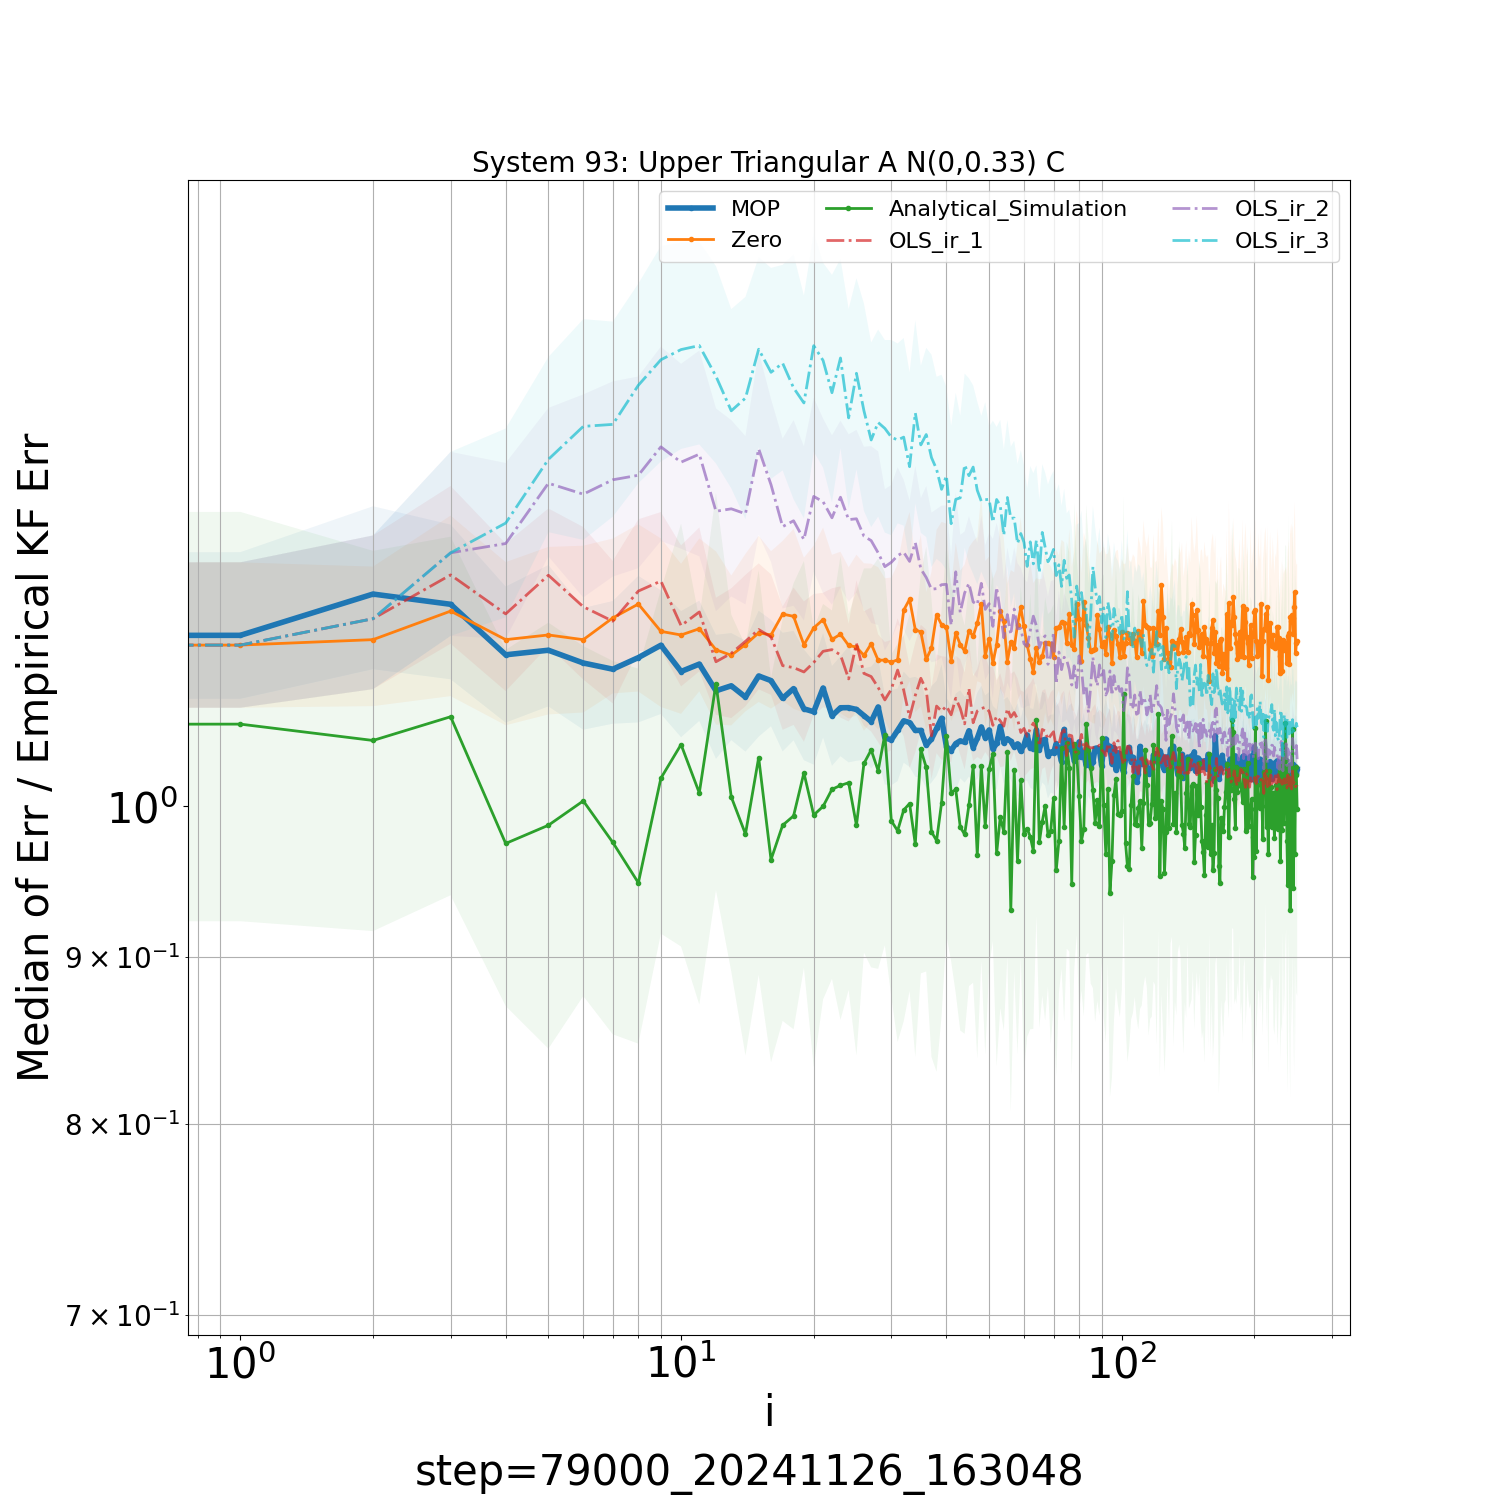 System 93: Upper Triangular A N(0,0.33) C
MOP
Zero
Analytical_Simulation
OLS_ir_1
OLS_ir_2
OLS_ir_3
Median of Err / Empirical KF Err
10⁰
9 × 10⁻¹
8 × 10⁻¹
7 × 10⁻¹
10⁰ 10¹ 10²
i
step=79000_20241126_163048